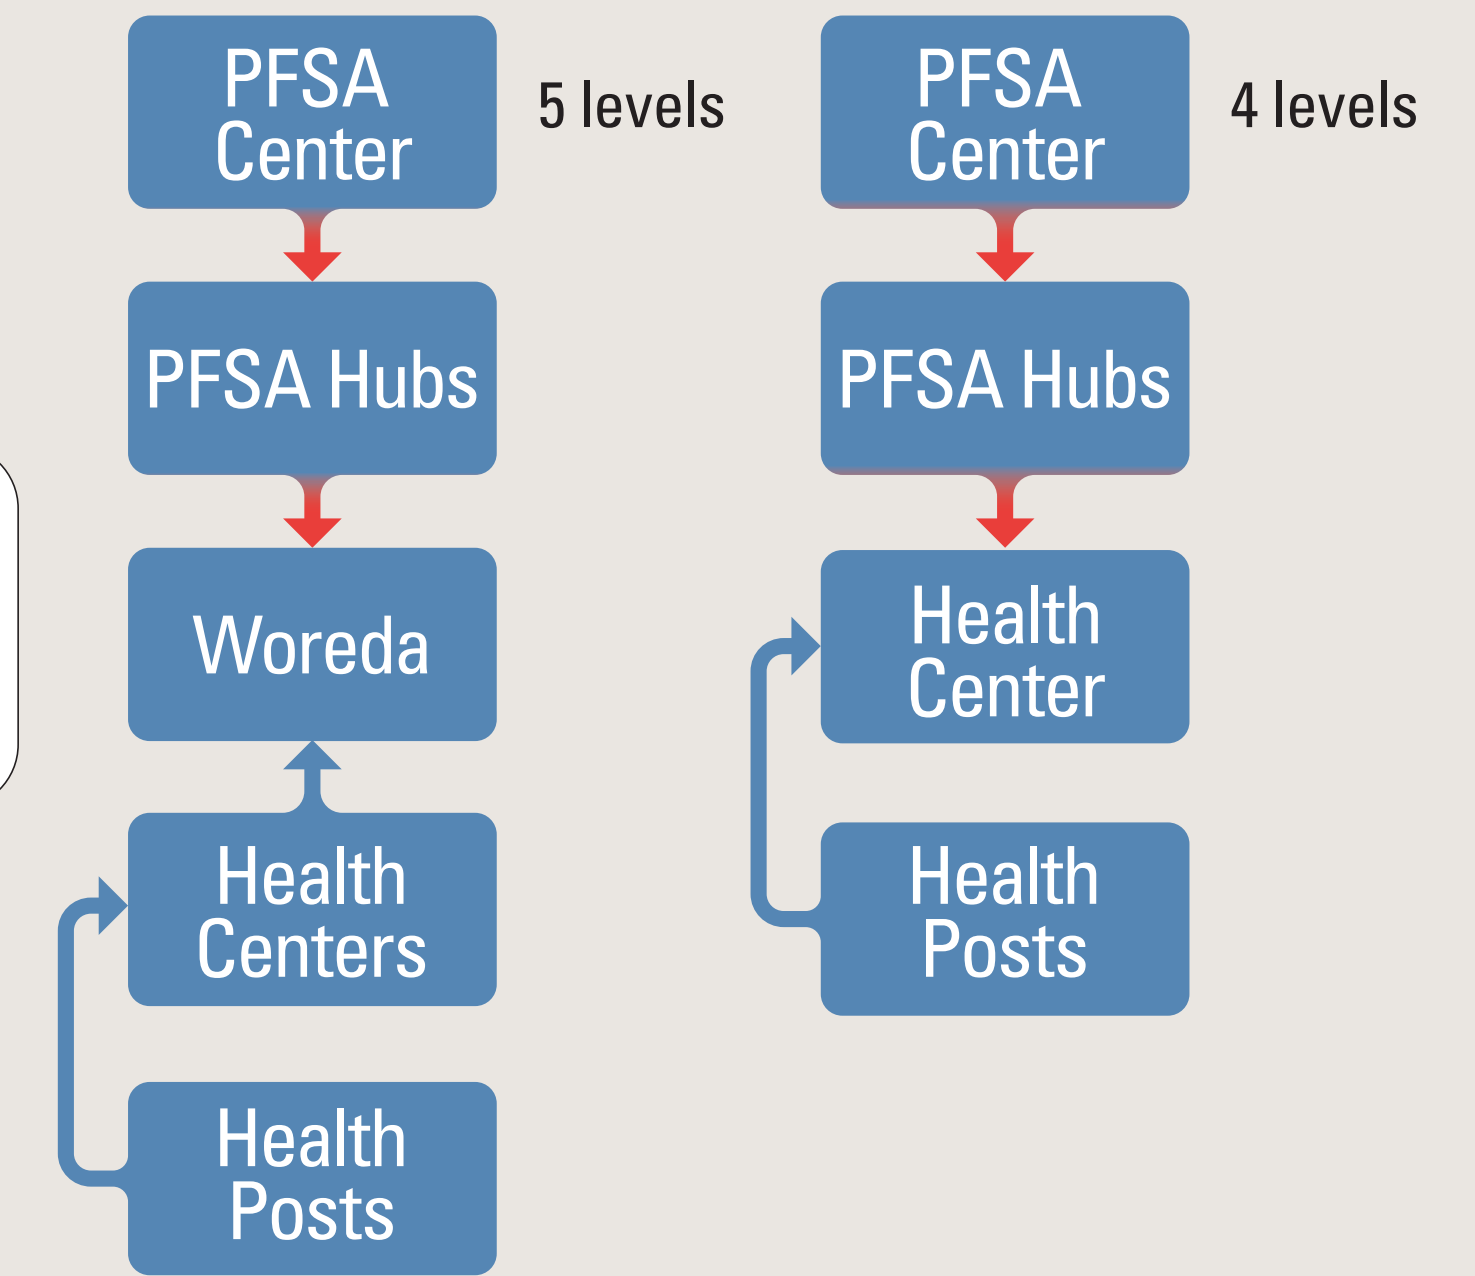 PFSA
Center
5 levels
PFSA Hubs
Woreda
Health
Centers
Health
Posts
PFSA
Center
4 levels
PFSA Hubs
Health
Center
Health
Posts